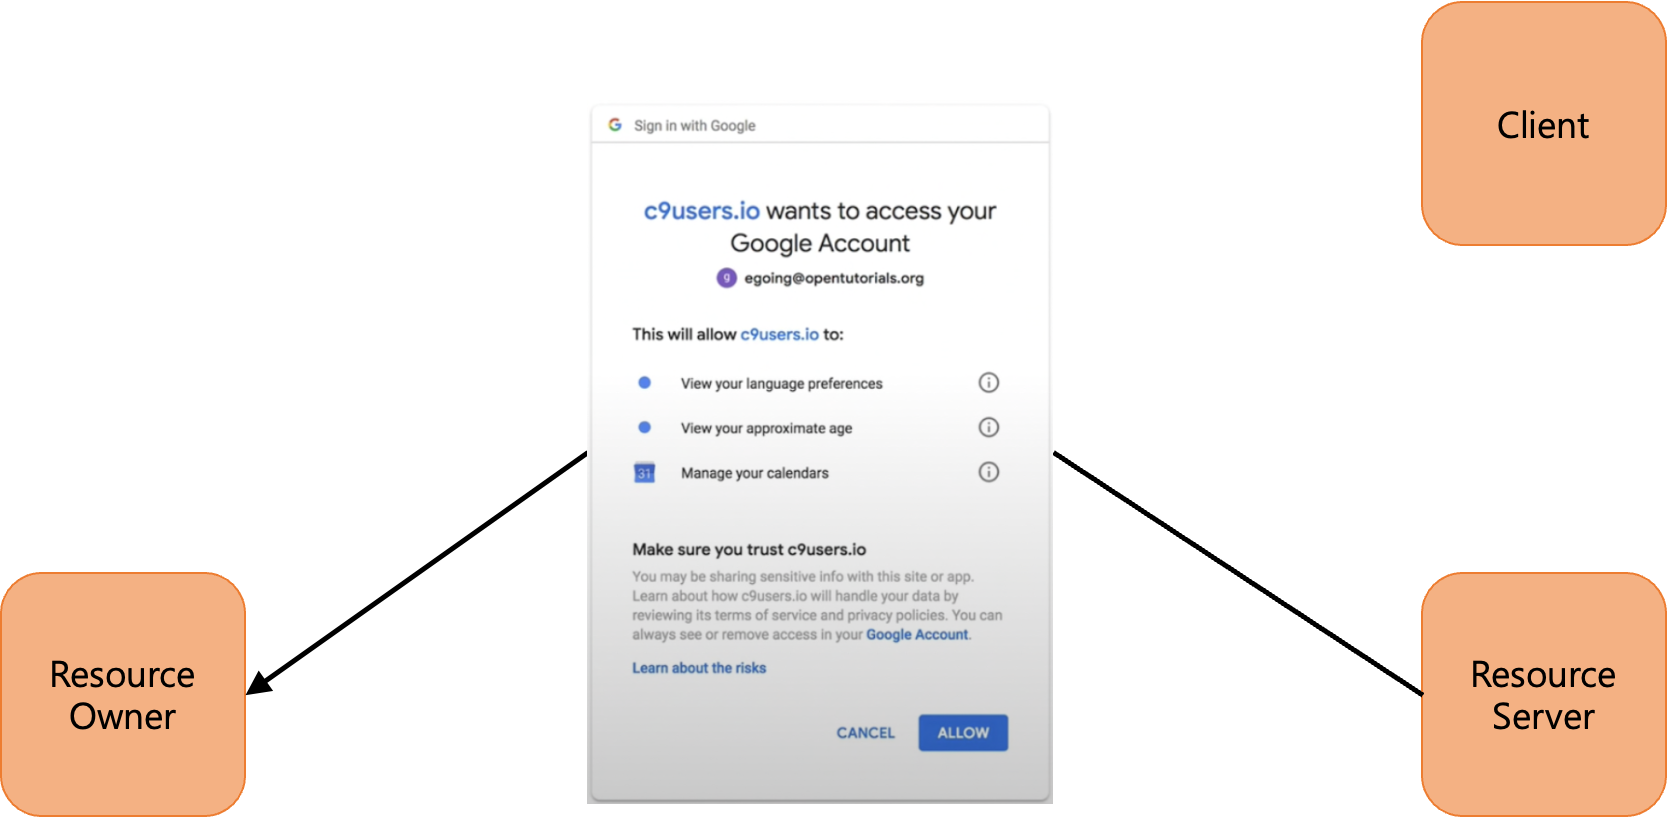 Client
Sign in with Google
c9users.io wants to access your
Google Account
g egoing@opentutorials.org
This will allow c9users.io to:
View your language preferences
View your approximate age
31 Manage your calendars
Make sure you trust c9users.io
You may be sharing sensitive info with this site or app.
Learn about how c9users.io will handle your data by
reviewing its terms of service and privacy policies. You can
always see or remove access in your Google Account.
Learn about the risks
CANCEL ALLOW
Resource
Owner
Resource
Server